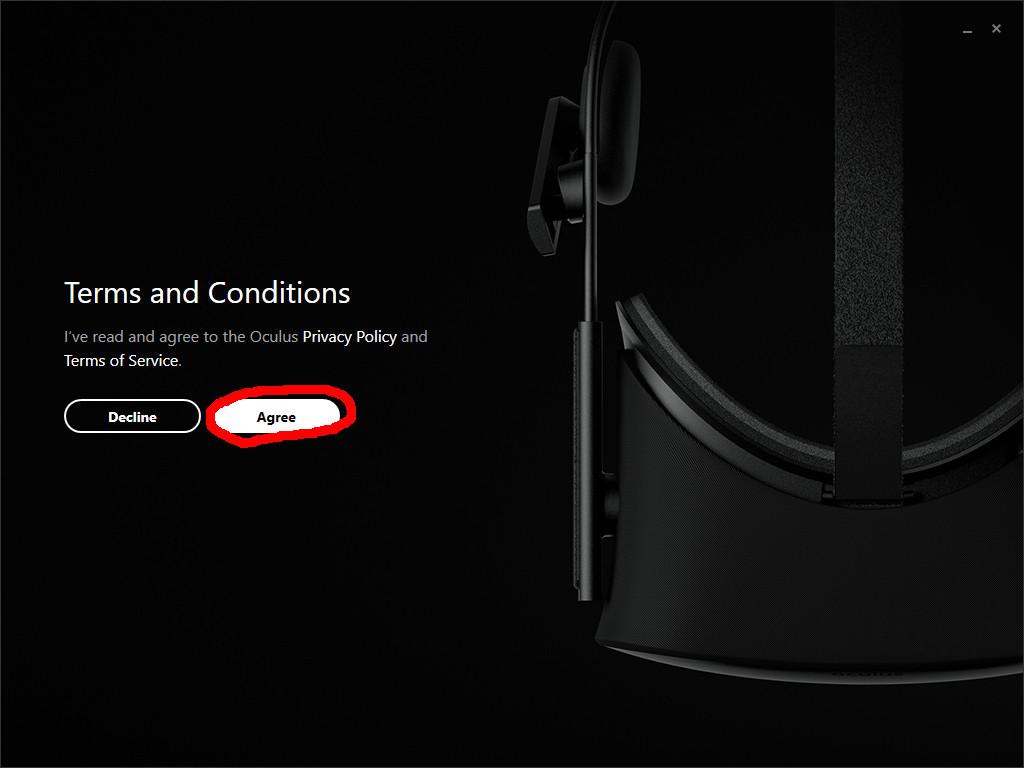 Terms and Conditions
I've read and agree to the Oculus Privacy Policy and
Terms of Service.
Decline
Agree